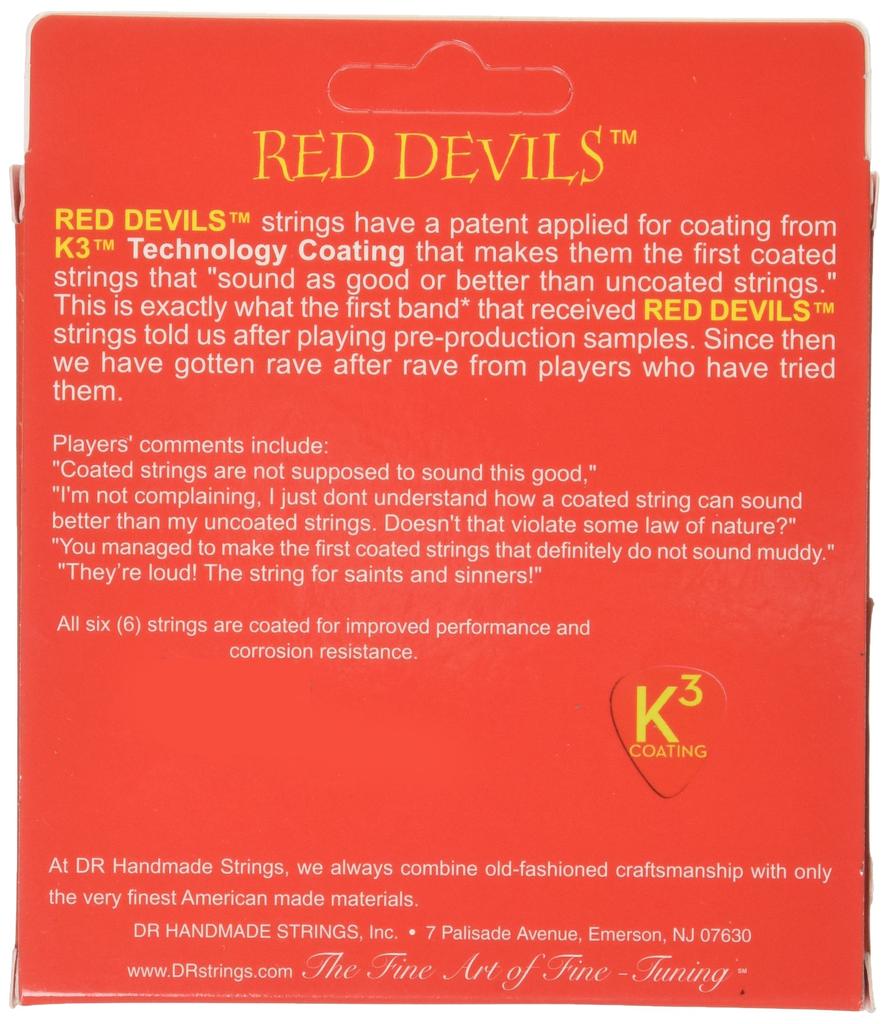 RED DEVILS™
RED DEVILS™ strings have a patent applied for coating from
K3™ Technology Coating that makes them the first coated
strings that "sound as good or better than uncoated strings."
This is exactly what the first band* that received RED DEVILS™
strings told us after playing pre-production samples. Since then
we have gotten rave after rave from players who have tried
them.
Players' comments include:
"Coated strings are not supposed to sound this good,"
"I'm not complaining, I just dont understand how a coated string can sound
better than my uncoated strings. Doesn't that violate some law of nature?"
"You managed to make the first coated strings that definitely do not sound muddy."
"They're loud! The string for saints and sinners!"
All six (6) strings are coated for improved performance and
corrosion resistance.
K³
COATING
At DR Handmade Strings, we always combine old-fashioned craftsmanship with only
the very finest American made materials.
DR HANDMADE STRINGS, Inc. • 7 Palisade Avenue, Emerson, NJ 07630
www.DRstrings.com The Fine Art of Fine-Tuning℠